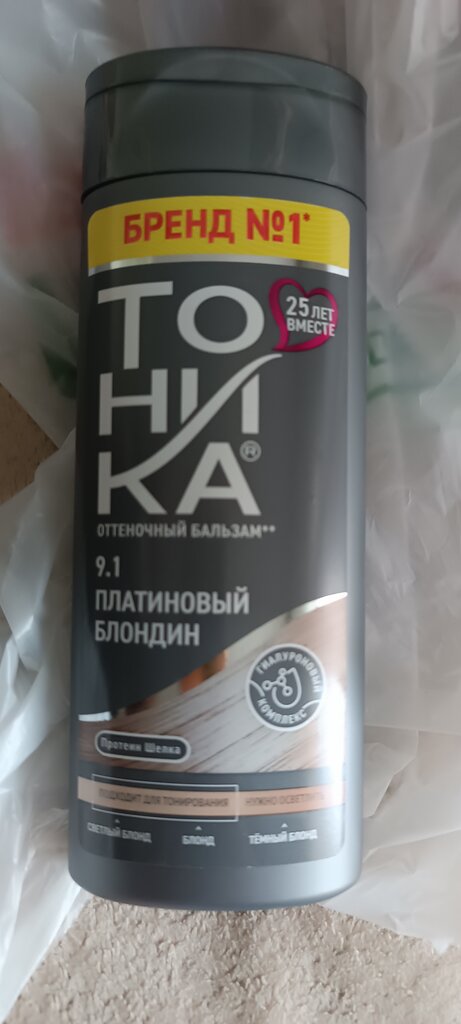 БРЕНД №1*
25 ЛЕТ
ВМЕСТЕ
ТО
НИ
КА®
ОТТЕНОЧНЫЙ БАЛЬЗАМ**
9.1
ПЛАТИНОВЫЙ
БЛОНДИН
ГИАЛУРОНОВЫЙ
КОМПЛЕКС
Протеин Шелка
ПОДХОДИТ ДЛЯ ТОНИРОВАНИЯ
НУЖНО ОСВЕТЛИТЬ
СВЕТЛЫЙ БЛОНД
БЛОНД
ТЁМНЫЙ БЛОНД